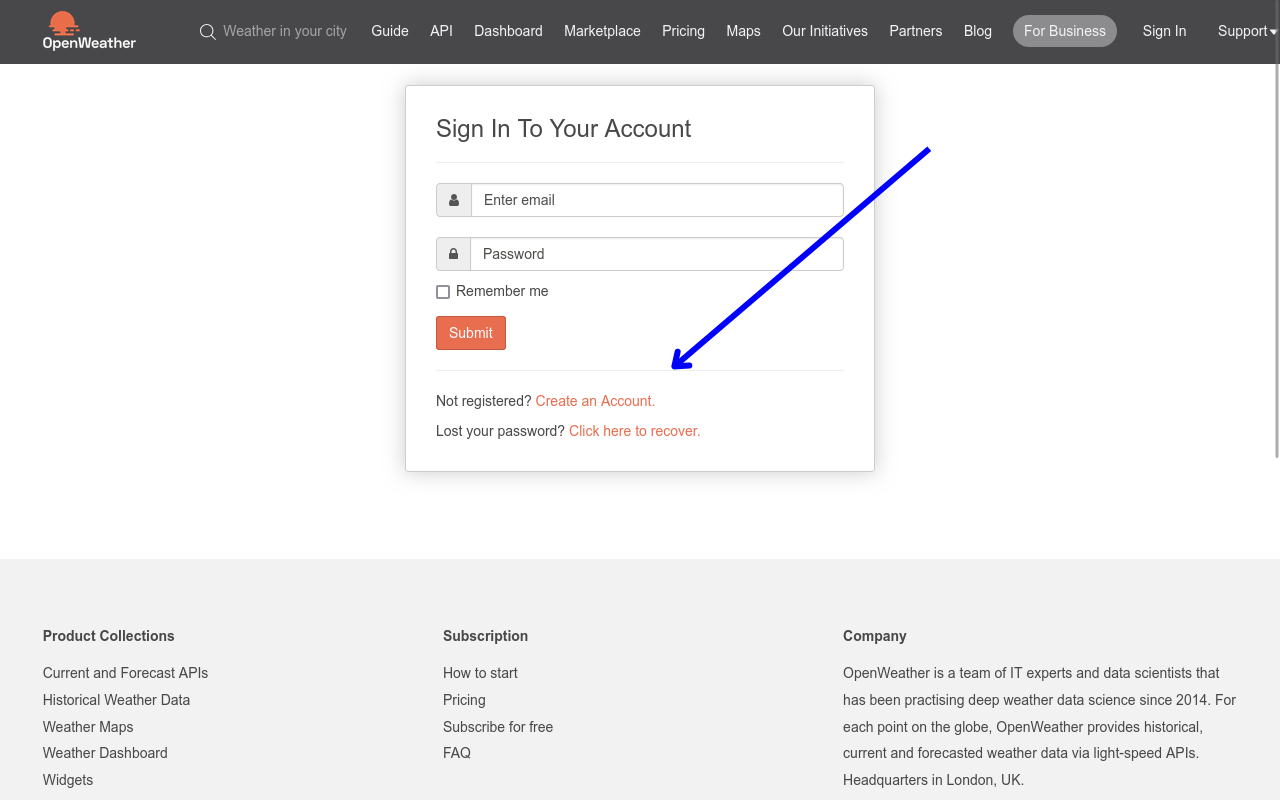 OpenWeather
Weather in your city Guide API Dashboard Marketplace Pricing Maps Our Initiatives Partners Blog For Business Sign In Support
Sign In To Your Account
Enter email
Password
Remember me
Submit
Not registered? Create an Account.
Lost your password? Click here to recover.
Product Collections
Current and Forecast APIs
Historical Weather Data
Weather Maps
Weather Dashboard
Widgets
Subscription
How to start
Pricing
Subscribe for free
FAQ
Company
OpenWeather is a team of IT experts and data scientists that
has been practising deep weather data science since 2014. For
each point on the globe, OpenWeather provides historical,
current and forecasted weather data via light-speed APIs.
Headquarters in London, UK.